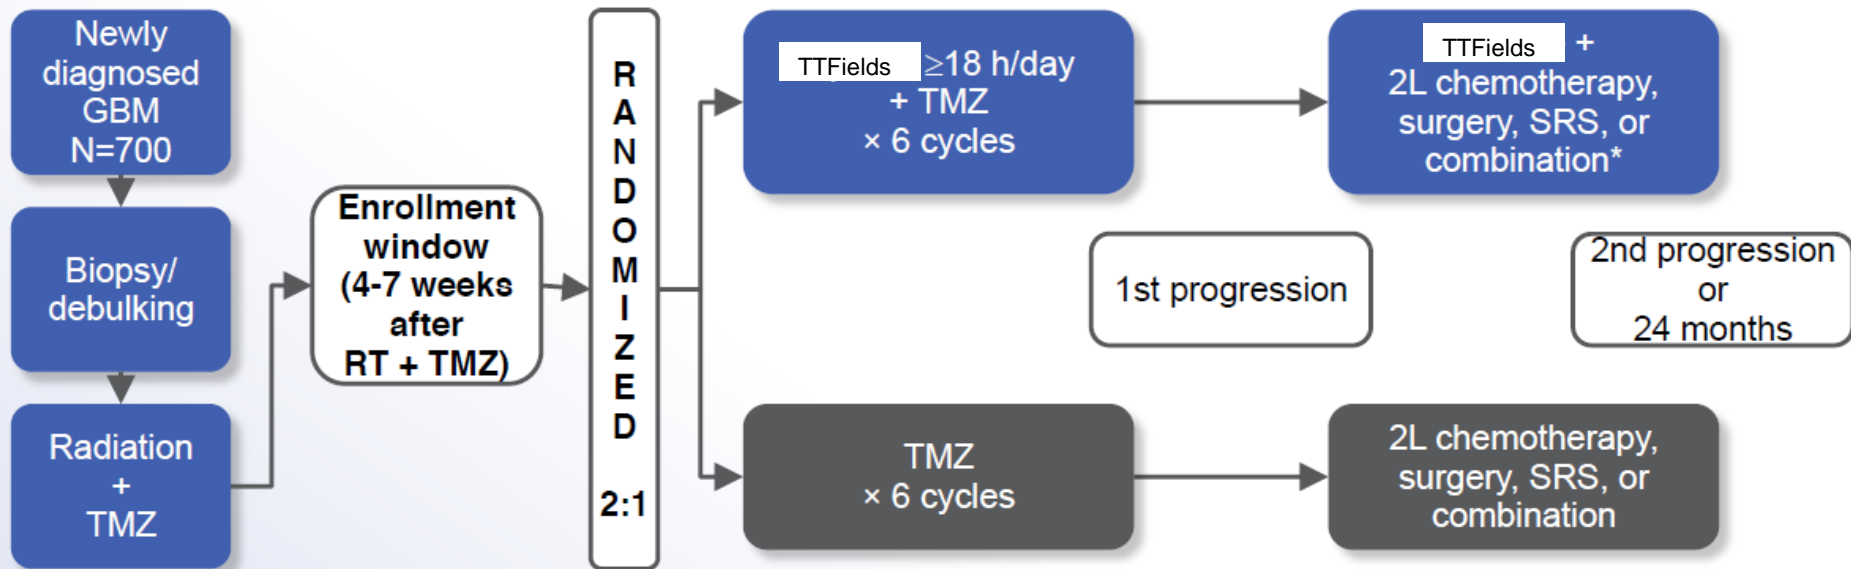 Newly
diagnosed
GBM
N=700
Biopsy/
debulking
Radiation
+
TMZ
Enrollment
window
(4-7 weeks
after
RT + TMZ)
R
A
N
D
O
M
I
Z
E
D
2:1
TTFields ≥18 h/day
+ TMZ
× 6 cycles
TTFields +
2L chemotherapy,
surgery, SRS, or
combination*
1st progression
2nd progression
or
24 months
TMZ
× 6 cycles
2L chemotherapy,
surgery, SRS, or
combination